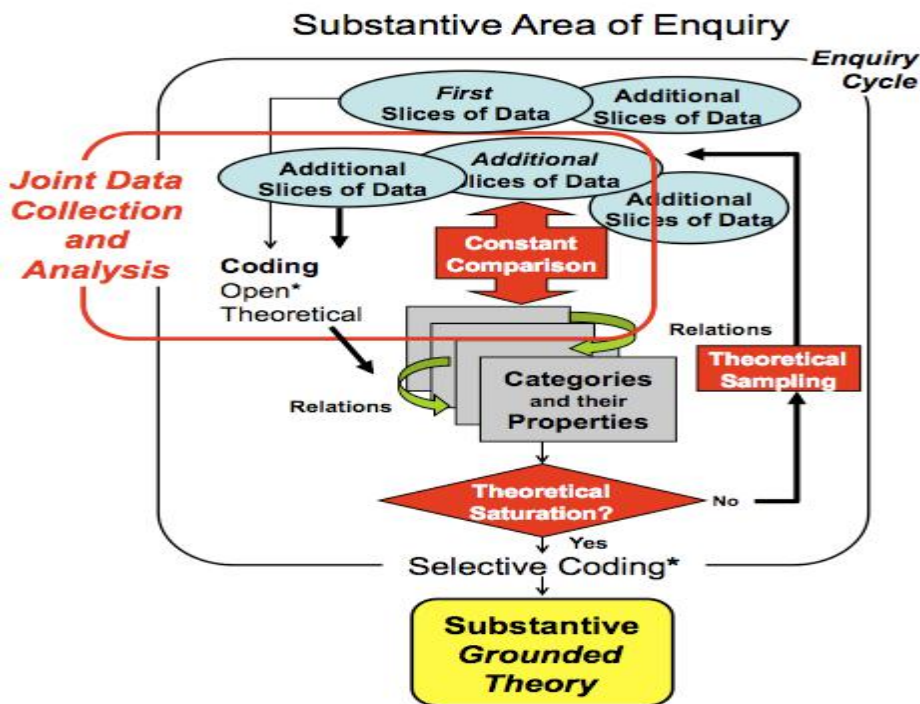 Substantive Area of Enquiry
Enquiry
Cycle
First
Slices of Data
Additional
Slices of Data
Joint Data
Collection
and
Analysis
Additional
Slices of Data
Additional
lices of Data
Additional
Slices of Data
Constant
Comparison
Coding
Open*
Theoretical
Relations
Theoretical
Sampling
Categories
and their
Properties
Relations
Theoretical
Saturation?
No
Yes
Selective Coding*
Substantive
Grounded
Theory